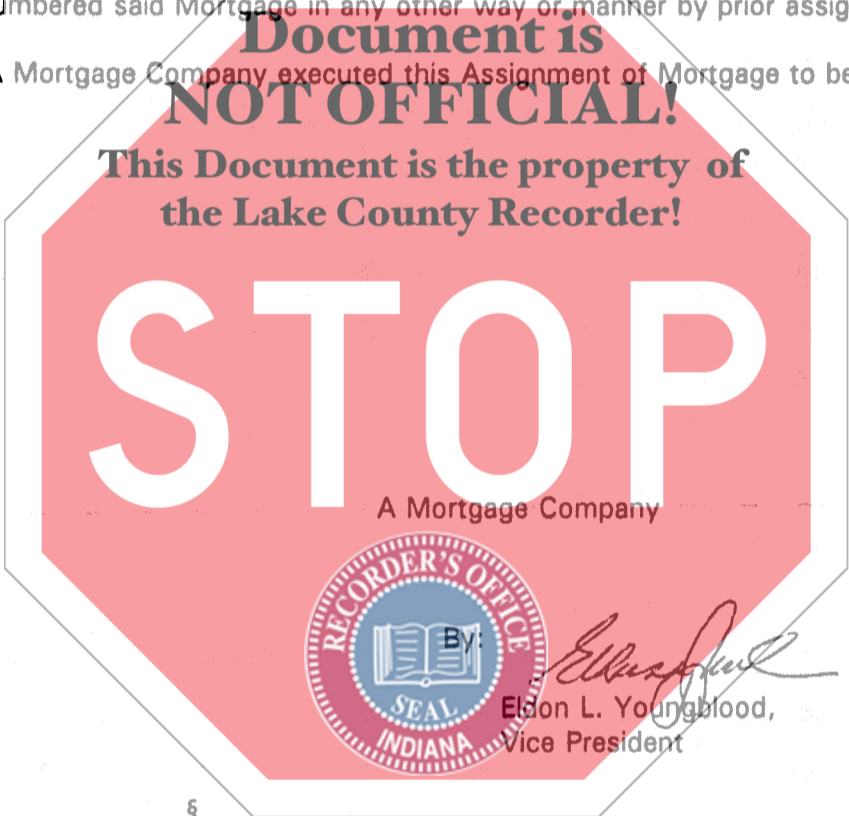 umbered said Mortgage in any other way or manner by prior assig
Document is
A Mortgage Company executed this Assignment of Mortgage to be
NOT OFFICIAL!
This Document is the property of
the Lake County Recorder!
STOP
A Mortgage Company
RECORDER'S OFFICE
By:
SEAL
INDIANA
Eldon L. Youngblood,
Vice President
§